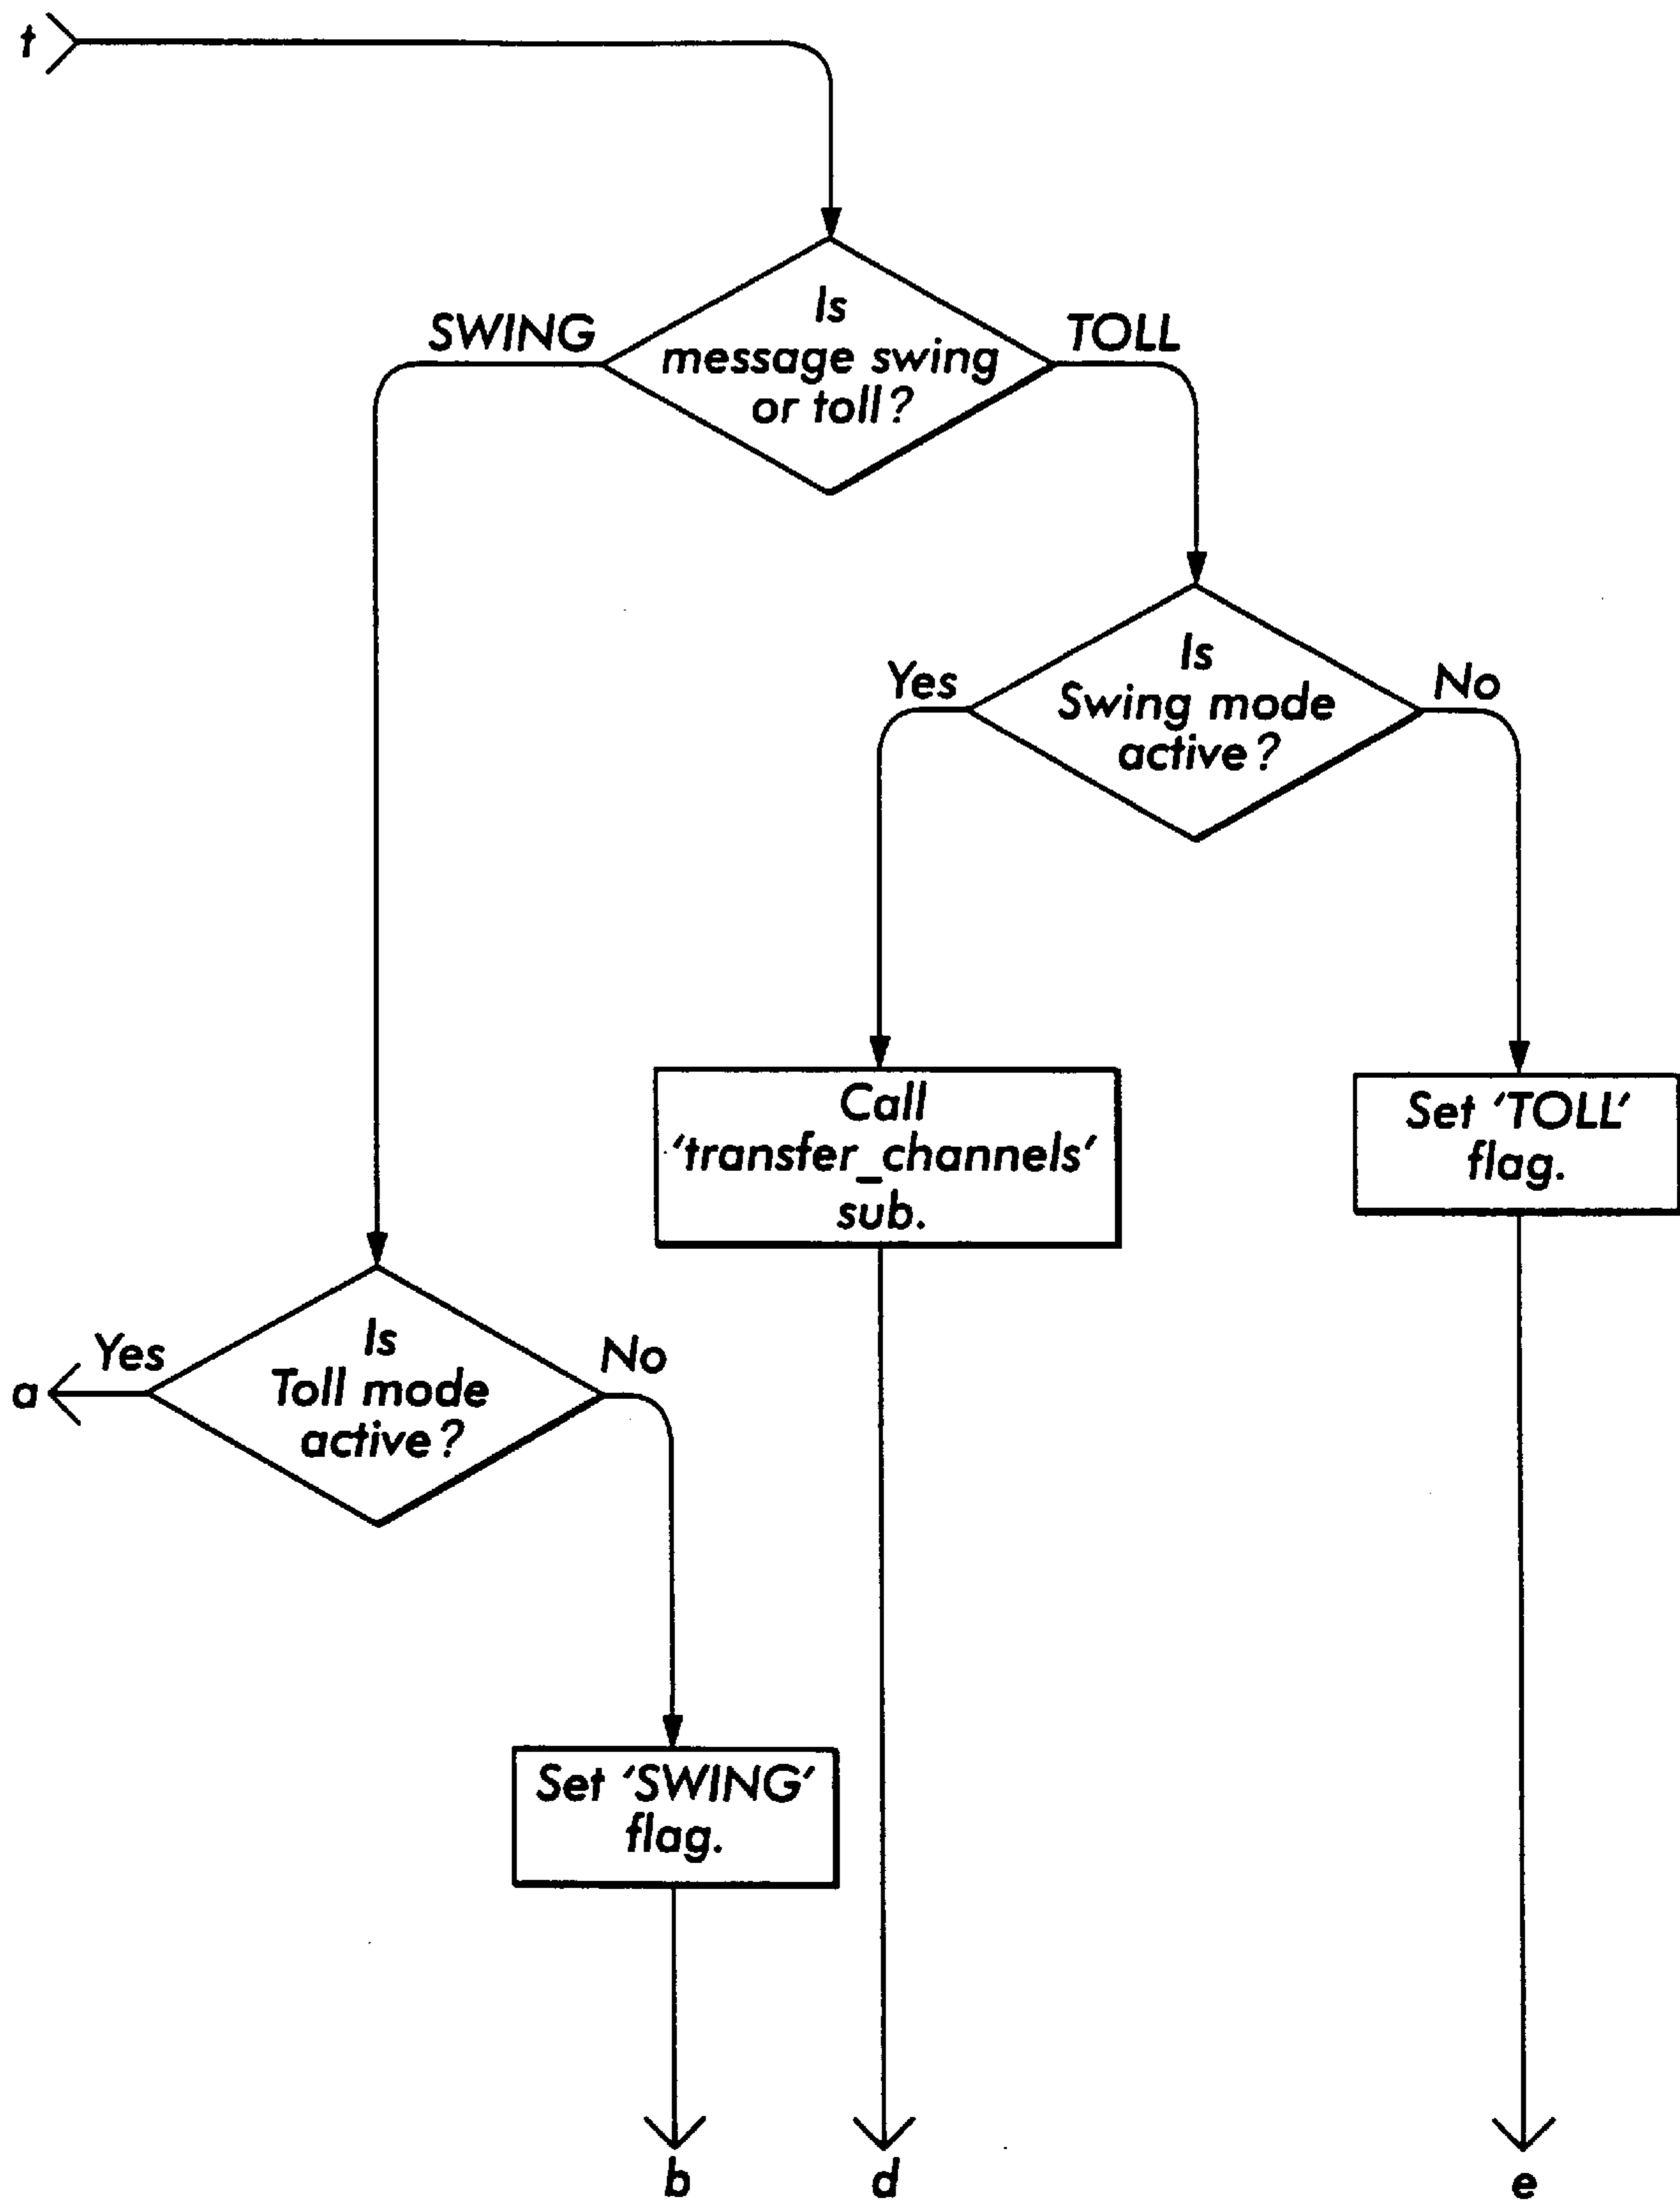 t
SWING
Is
message swing
or toll?
TOLL
Yes
Is
Swing mode
active?
No
Call
'transfer_channels'
sub.
Set 'TOLL'
flag.
Yes
Is
Toll mode
active?
No
a
Set 'SWING'
flag.
b
d
e